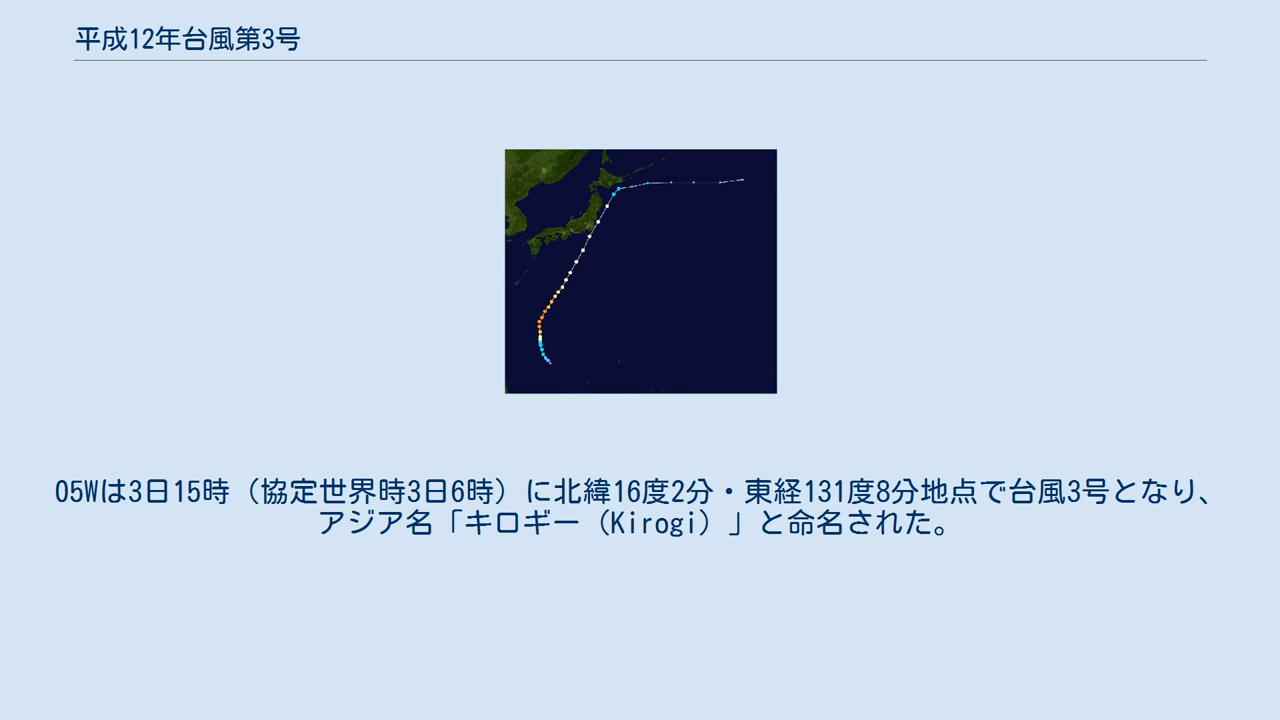 平成12年台風第3号
05Wは3日15時（協定世界時3日6時）に北緯16度2分・東経131度8分地点で台風3号となり、
アジア名「キロギー（Kirogi）」と命名された。